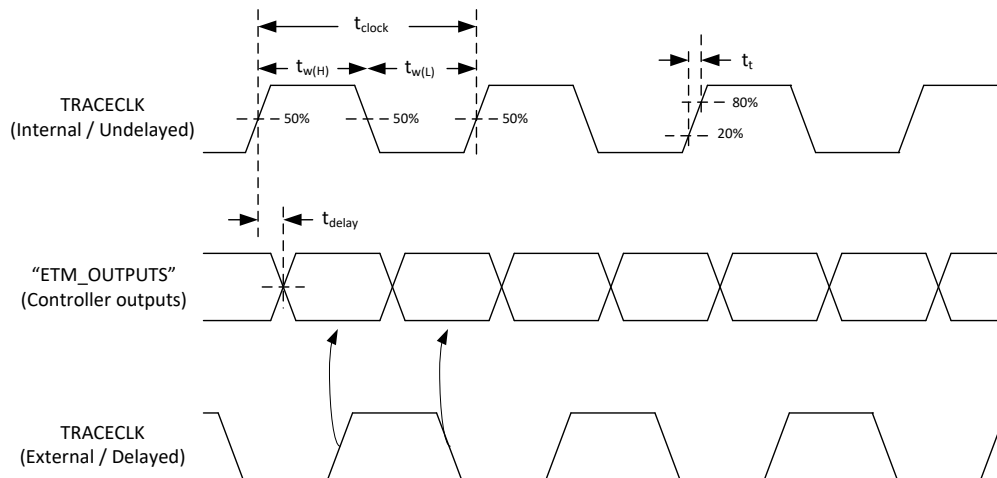 t_clock
t_w(H) t_w(L) t_t
TRACECLK
(Internal / Undelayed)
50% 50% 50% 80%
20%
t_delay
“ETM_OUTPUTS”
(Controller outputs)
TRACECLK
(External / Delayed)